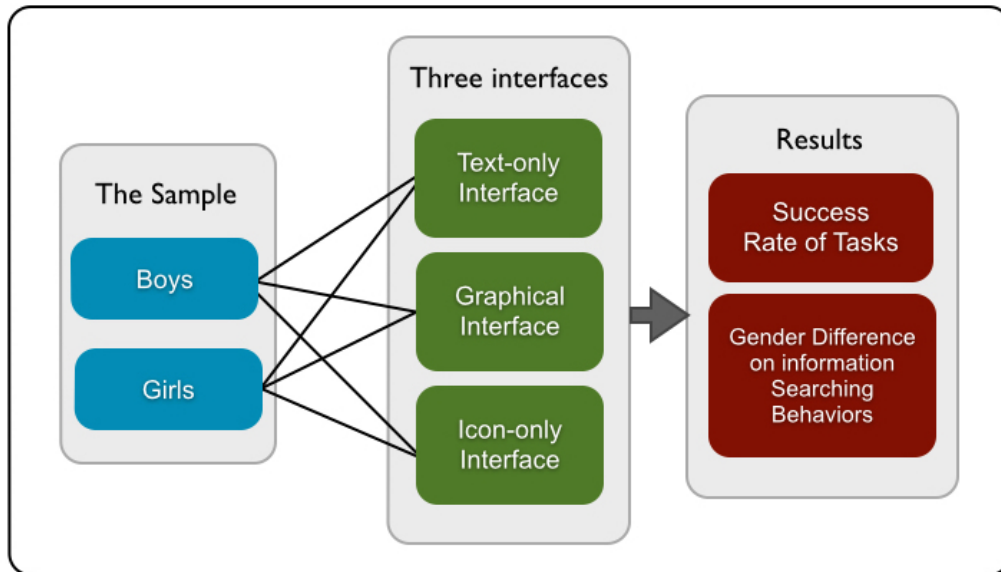 The Sample
Boys
Girls
Three interfaces
Text-only
Interface
Graphical
Interface
Icon-only
Interface
Results
Success
Rate of Tasks
Gender Difference
on information
Searching
Behaviors